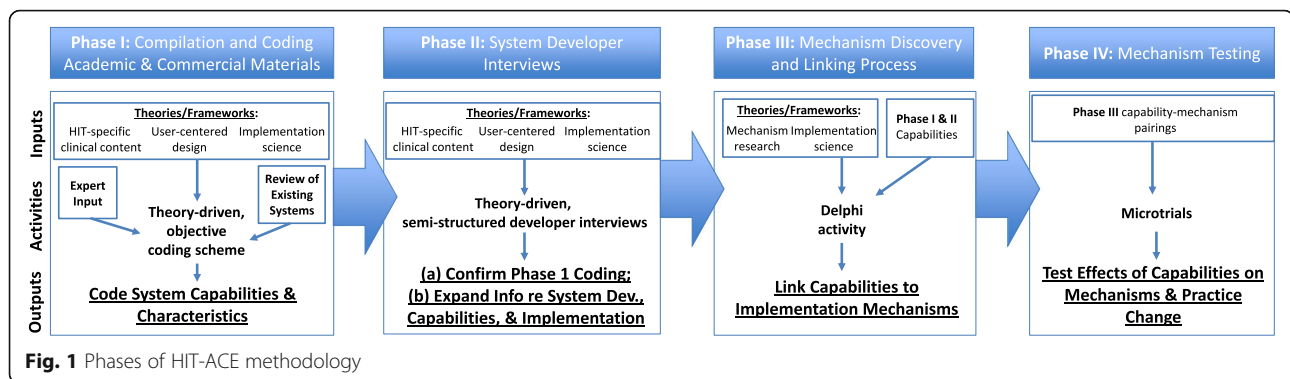 Phase I: Compilation and Coding
Academic & Commercial Materials
Phase II: System Developer
Interviews
Phase III: Mechanism Discovery
and Linking Process
Phase IV: Mechanism Testing
Inputs
Activities
Outputs
Theories/Frameworks:
HIT-specific
clinical content
User-centered
design
Implementation
science
Expert
Input
Review of
Existing
Systems
Theory-driven,
objective
coding scheme
Code System Capabilities &
Characteristics
Theories/Frameworks:
HIT-specific
clinical content
User-centered
design
Implementation
science
Theory-driven,
semi-structured developer interviews
(a) Confirm Phase 1 Coding;
(b) Expand Info re System Dev.,
Capabilities, & Implementation
Theories/Frameworks:
Mechanism
research
Implementation
science
Phase I & II
Capabilities
Delphi
activity
Link Capabilities to
Implementation Mechanisms
Phase III capability-mechanism
pairings
Microtrials
Test Effects of Capabilities on
Mechanisms & Practice
Change
Fig. 1 Phases of HIT-ACE methodology